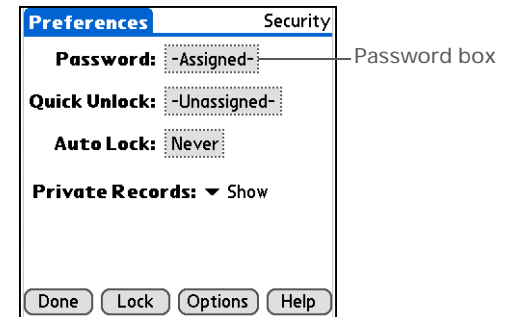 Preferences Security
Password: -Assigned- Password box
Quick Unlock: -Unassigned-
Auto Lock: Never
Private Records: Show
Done Lock Options Help